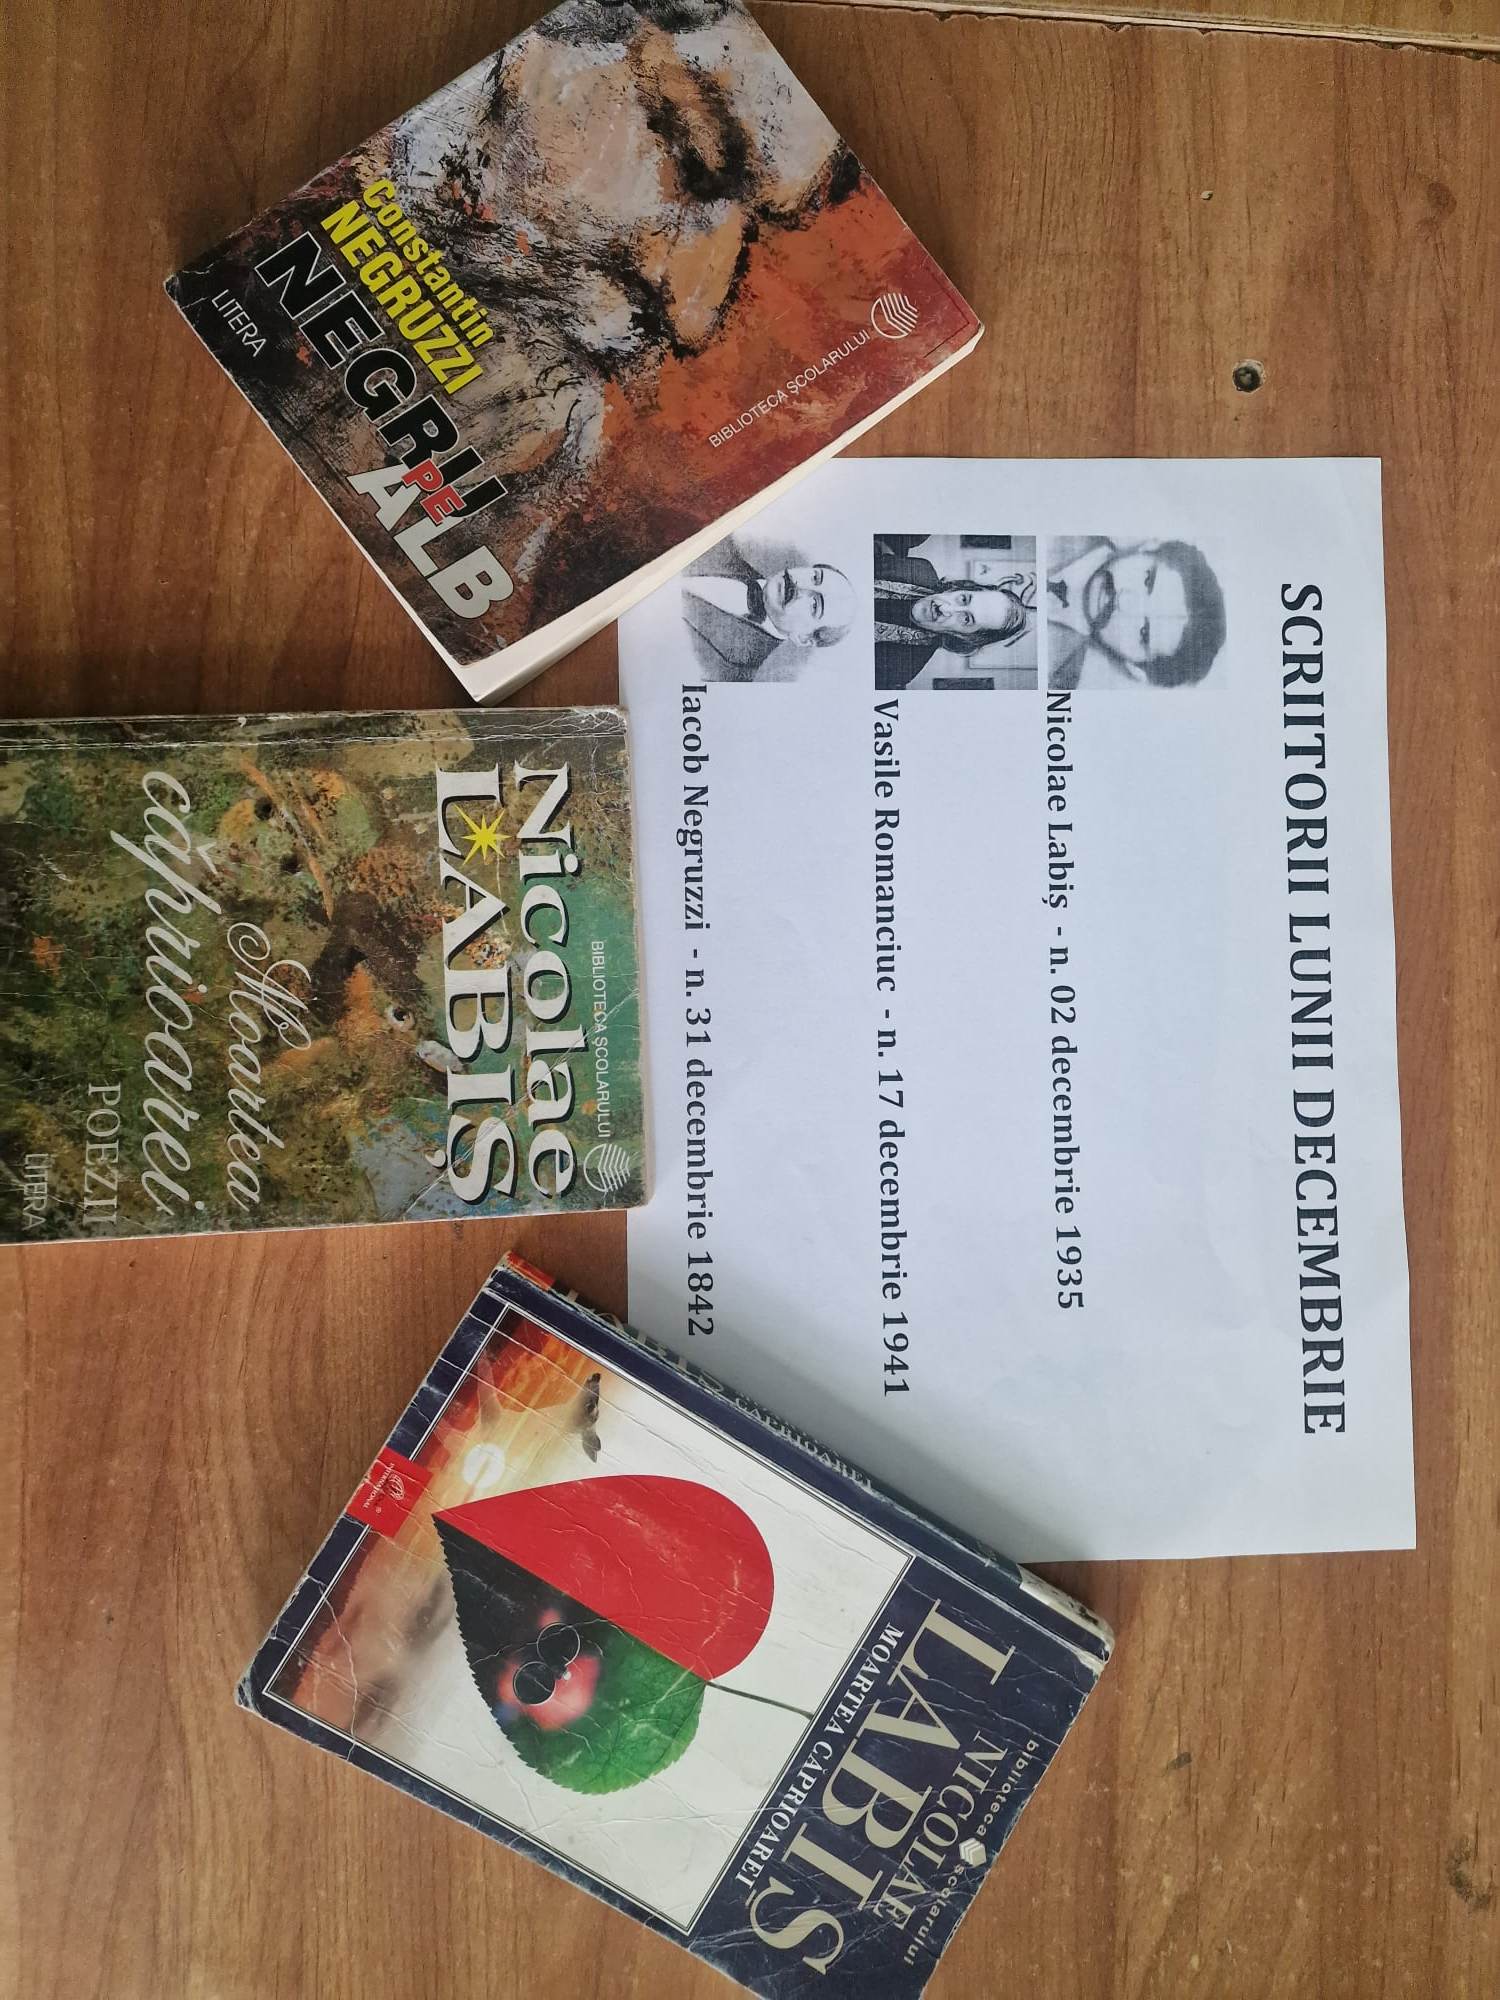 SCRIITORII LUNII DECEMBRIE
Nicolae Labiș - n. 02 decembrie 1935
Vasile Romanciuc - n. 17 decembrie 1941
Iacob Negruzzi - n. 31 decembrie 1842
BIBLIOTECA ȘCOLARULUI
Constantin
NEGRUZZI
NEGRU
PE
ALB
LITERA
BIBLIOTECA ȘCOLARULUI
Nicolae
LABIȘ
Moartea
căprioarei
POEZII
LITERA
biblioteca școlarului
NICOLAE
LABIȘ
MOARTEA CĂPRIOAREI
INTERNAȚIONAL